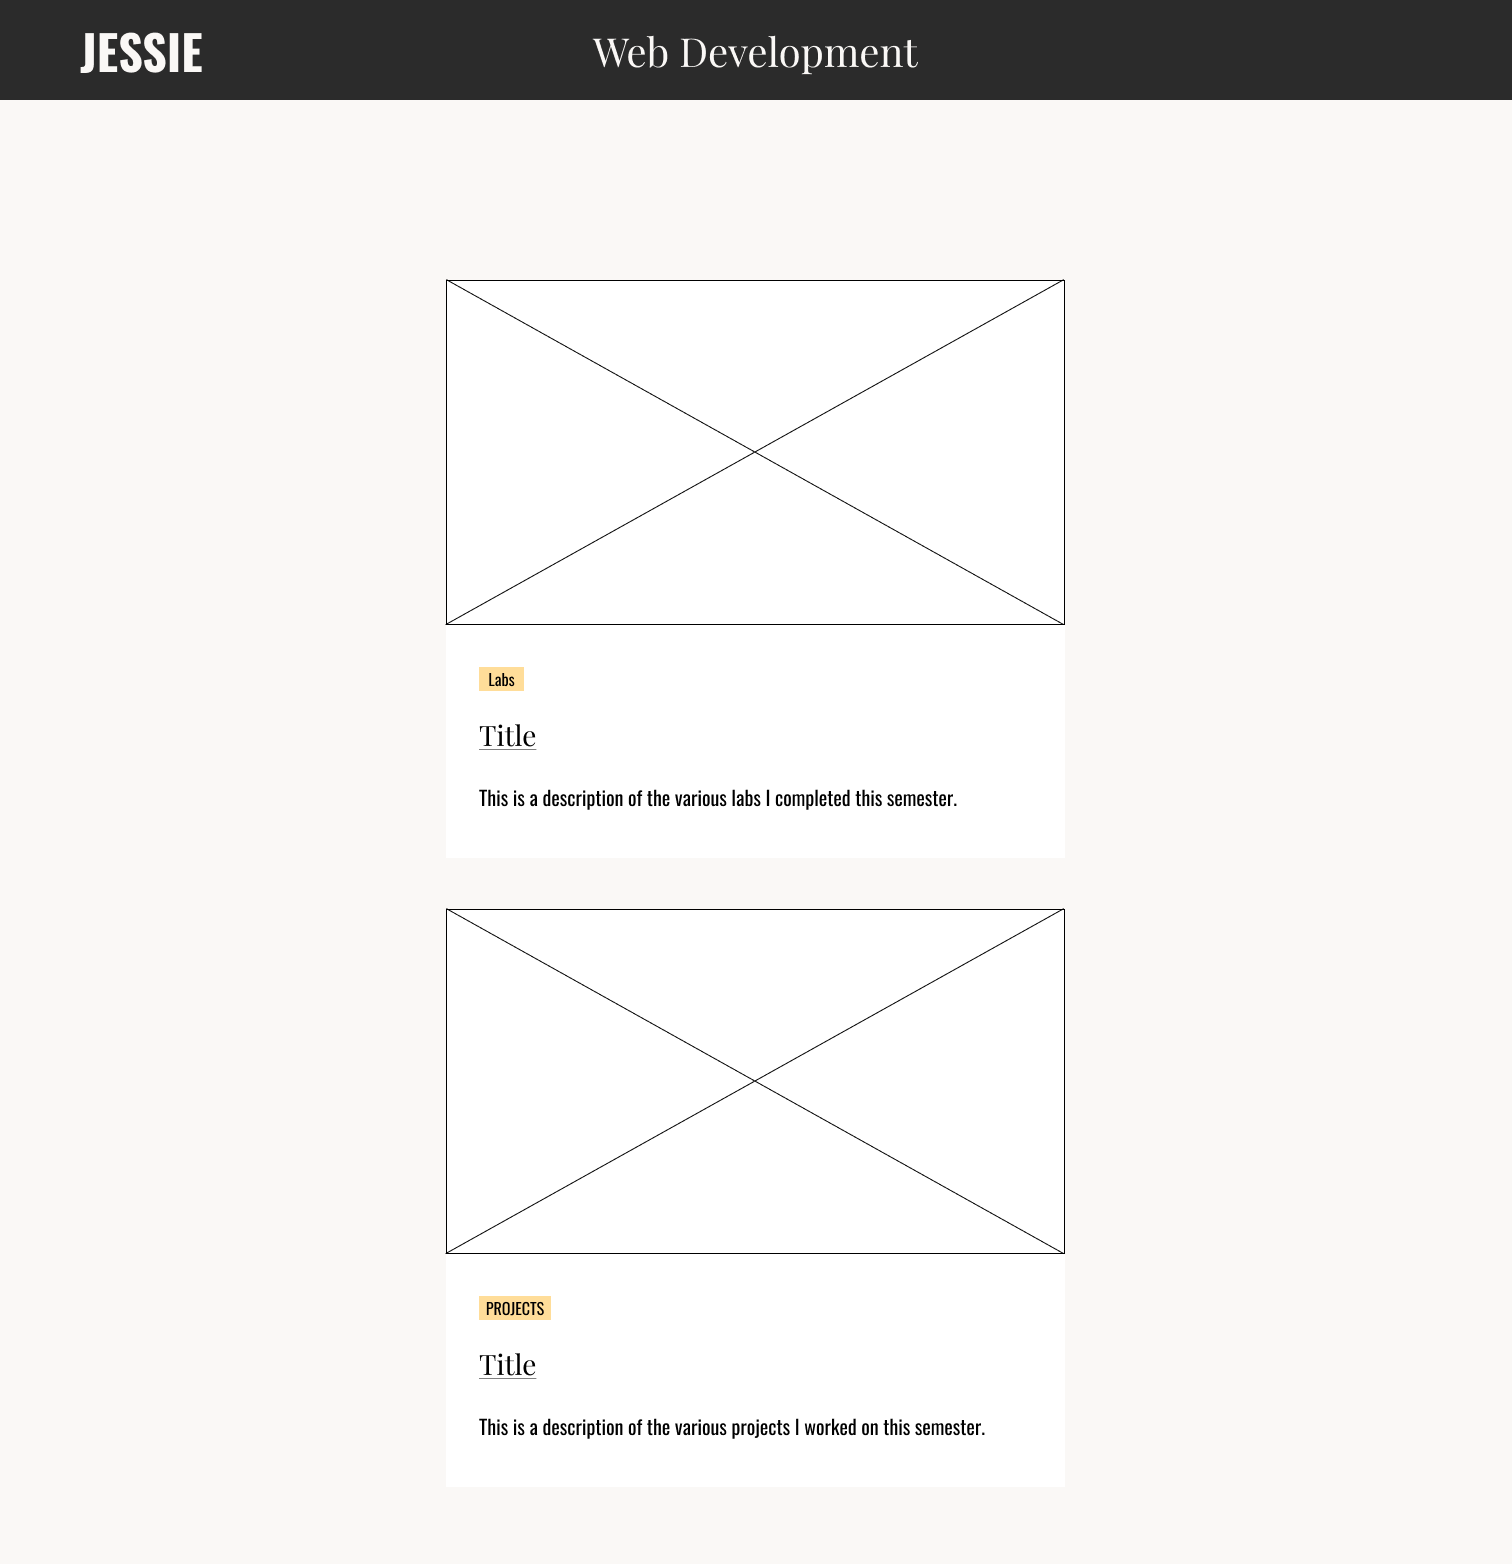 JESSIE
Web Development
Labs
Title
This is a description of the various labs I completed this semester.
PROJECTS
Title
This is a description of the various projects I worked on this semester.